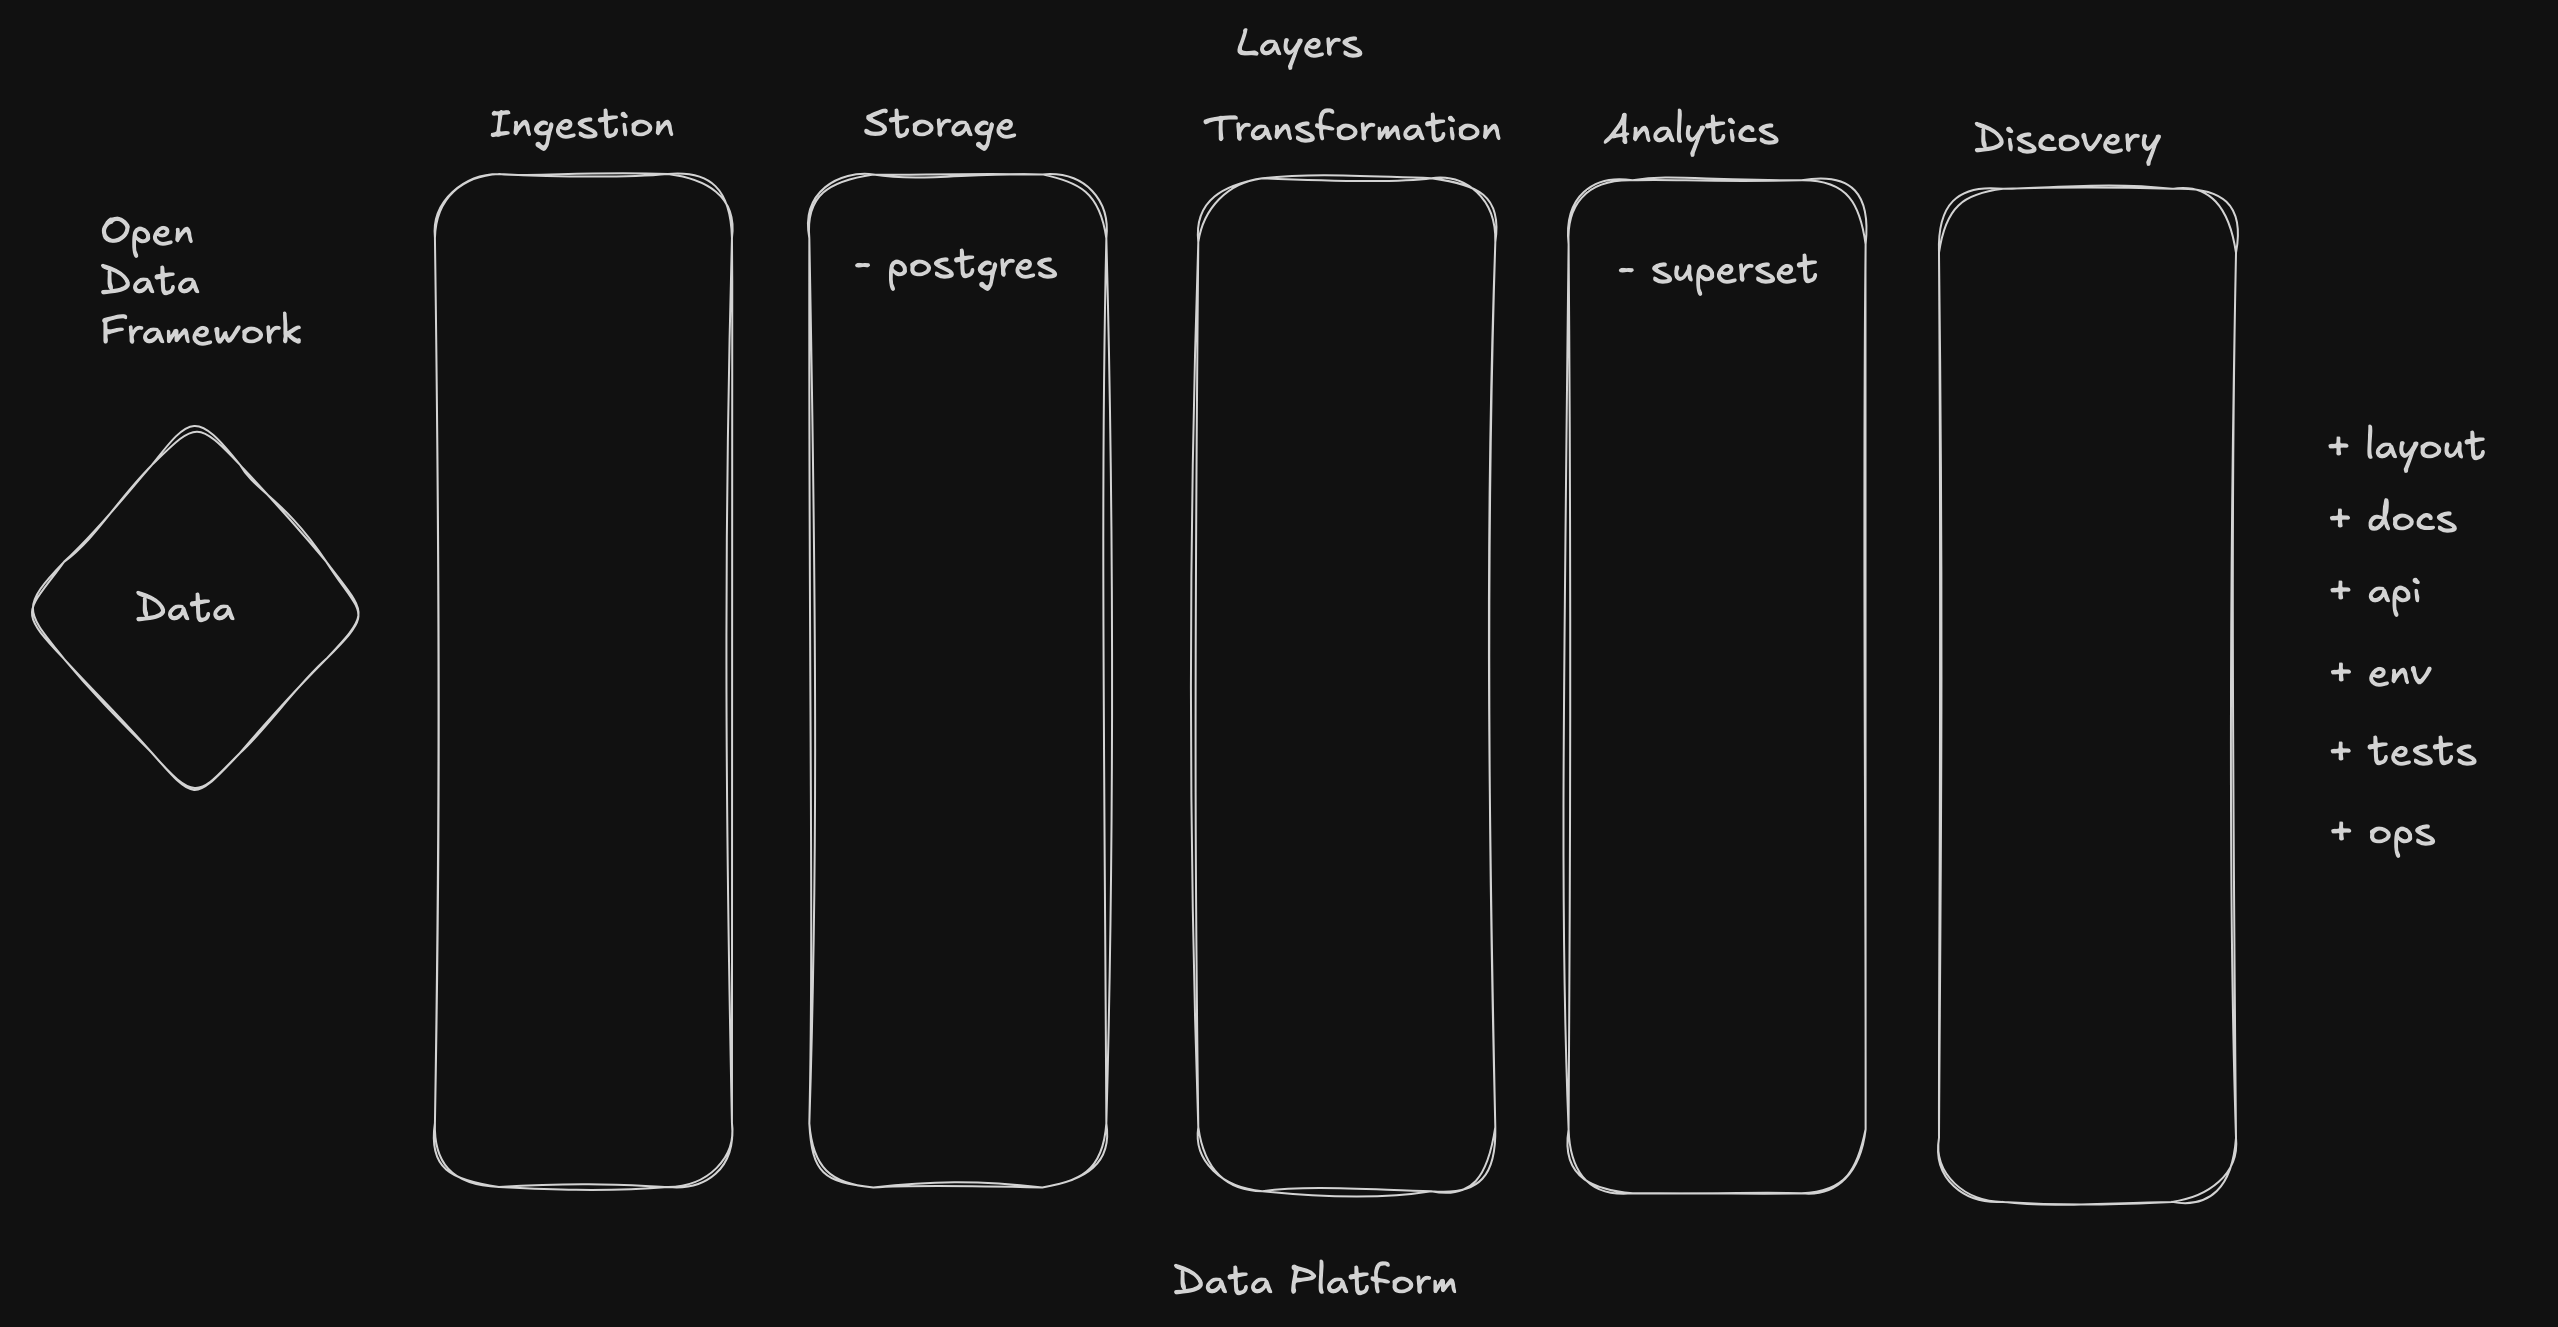 Layers
Ingestion
Storage
Transformation
Analytics
Discovery
Open
Data
Framework
- postgres
- superset
Data
+ layout
+ docs
+ api
+ env
+ tests
+ ops
Data Platform